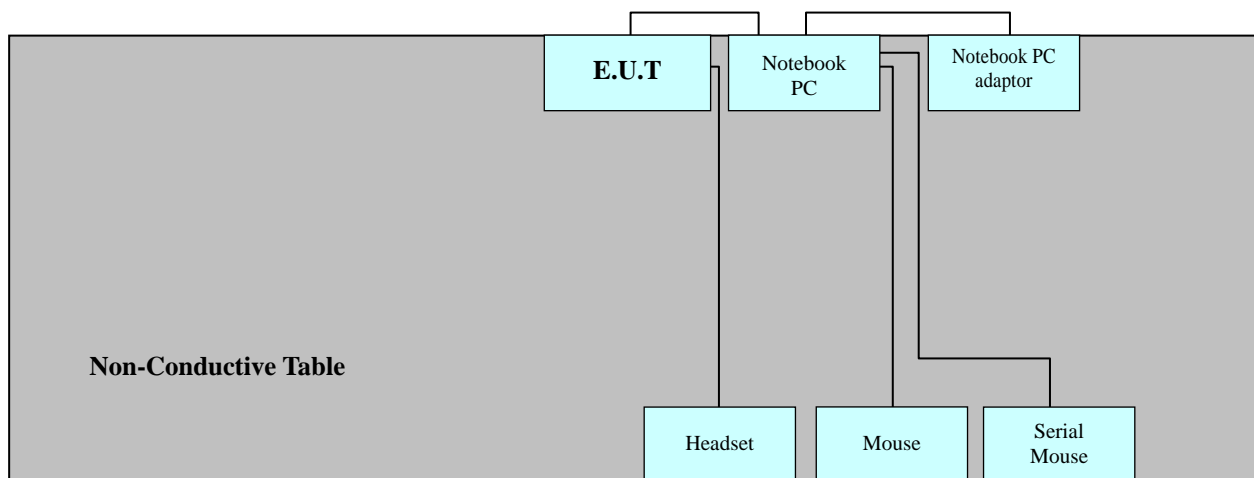 E.U.T
Notebook
PC
Notebook PC
adaptor
Non-Conductive Table
Headset
Mouse
Serial
Mouse